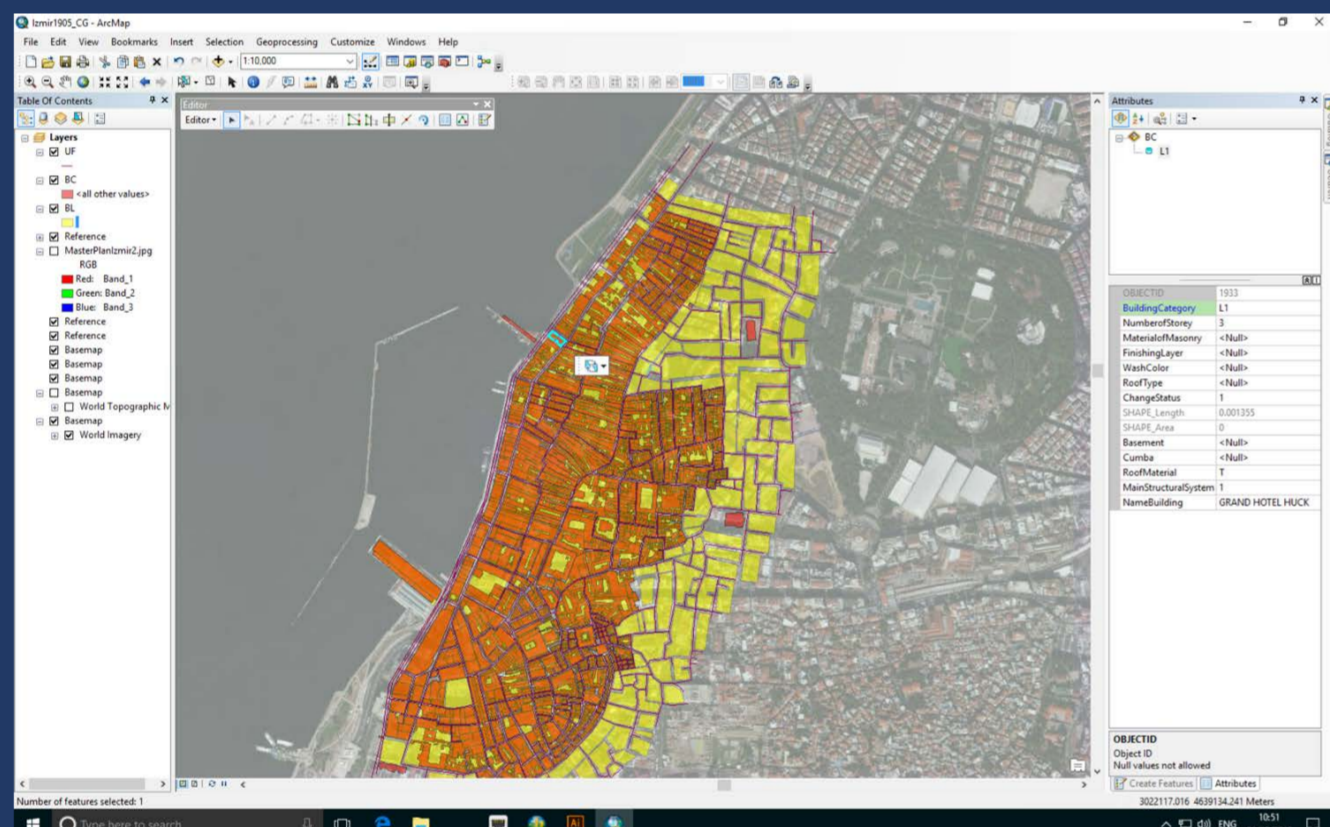 Izmir1905_CG - ArcMap
File Edit View Bookmarks Insert Selection Geoprocessing Customize Windows Help
1:10,000
Table Of Contents
Layers
UF
BC
<all other values>
BL
Reference
MasterPlanIzmir2.jpg
RGB
Red: Band_1
Green: Band_2
Blue: Band_3
Reference
Reference
Basemap
Basemap
Basemap
Basemap
World Topographic M
Basemap
World Imagery
Editor
Editor
Attributes
BC
L1
OBJECTID 1933
BuildingCategory L1
NumberofStorey 3
MaterialofMasonry <Null>
FinishingLayer <Null>
WashColor <Null>
RoofType <Null>
ChangeStatus 1
SHAPE_Length 0.001355
SHAPE_Area 0
Basement <Null>
Cumba <Null>
RoofMaterial T
MainStructuralSystem 1
NameBuilding GRAND HOTEL HUCK
OBJECTID
Object ID
Null values not allowed
Create Features Attributes
Number of features selected: 1
3022117.016 4639134.241 Meters
Type here to search
Ai
ENG
10:51